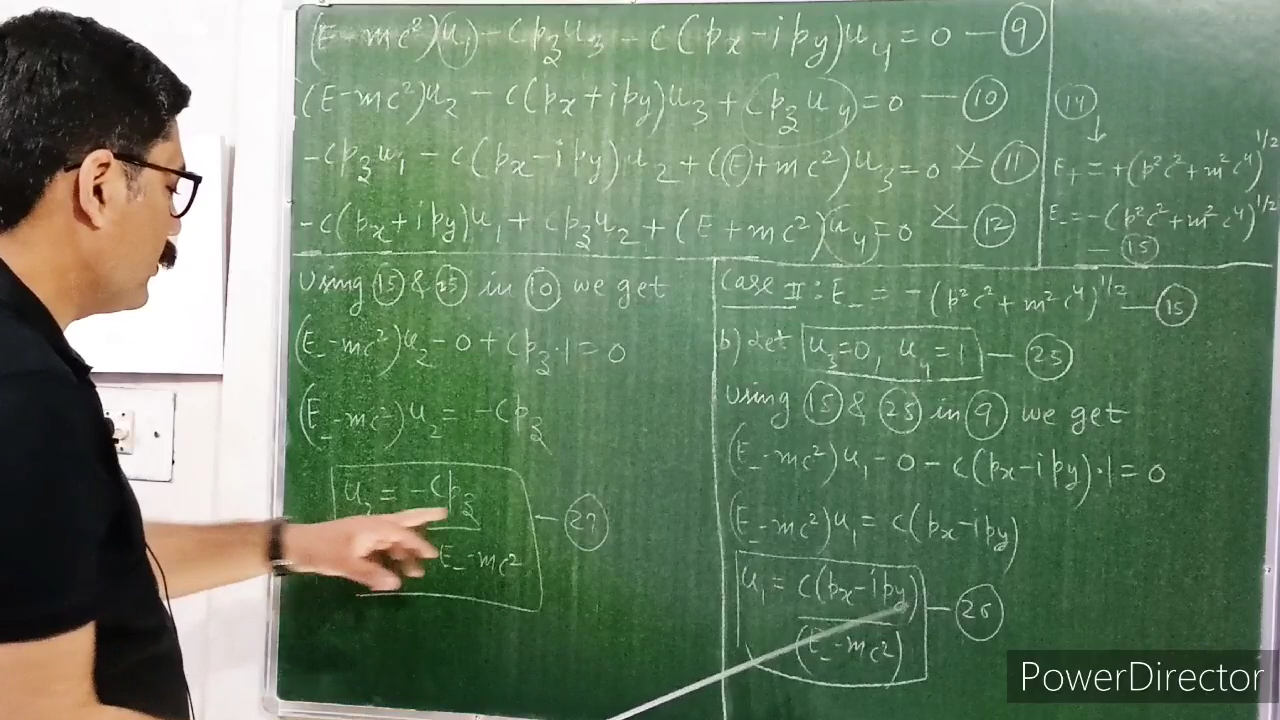 (E-mc²)u₁ - cp₃u₃ - c(px-ipy)u₄ = 0 — (9)
(E-mc²)u₂ - c(px+ipy)u₃ + cp₃u₄ = 0 — (10)
-cp₃u₁ - c(px-ipy)u₂ + (E+mc²)u₃ = 0 — (11)
-c(px+ipy)u₁ + cp₃u₂ + (E+mc²)u₄ = 0 — (12)
(14)
↓
E₊ = +(p²c²+m²c⁴)^1/2
E₋ = -(p²c²+m²c⁴)^1/2
— (15)
Using (15) & (25) in (10) we get
(E₋-mc²)u₂ - 0 + cp₃·1 = 0
(E₋-mc²)u₂ = -cp₃
u₂ = -cp₃
E₋-mc² — (27)
Case II : E₋ = -(p²c²+m²c⁴)^1/2 — (15)
b) Let u₃=0, u₄=1 — (25)
Using (15) & (25) in (9) we get
(E₋-mc²)u₁ - 0 - c(px-ipy)·1 = 0
(E₋-mc²)u₁ = c(px-ipy)
u₁ = c(px-ipy)
(E₋-mc²) — (26)
PowerDirector